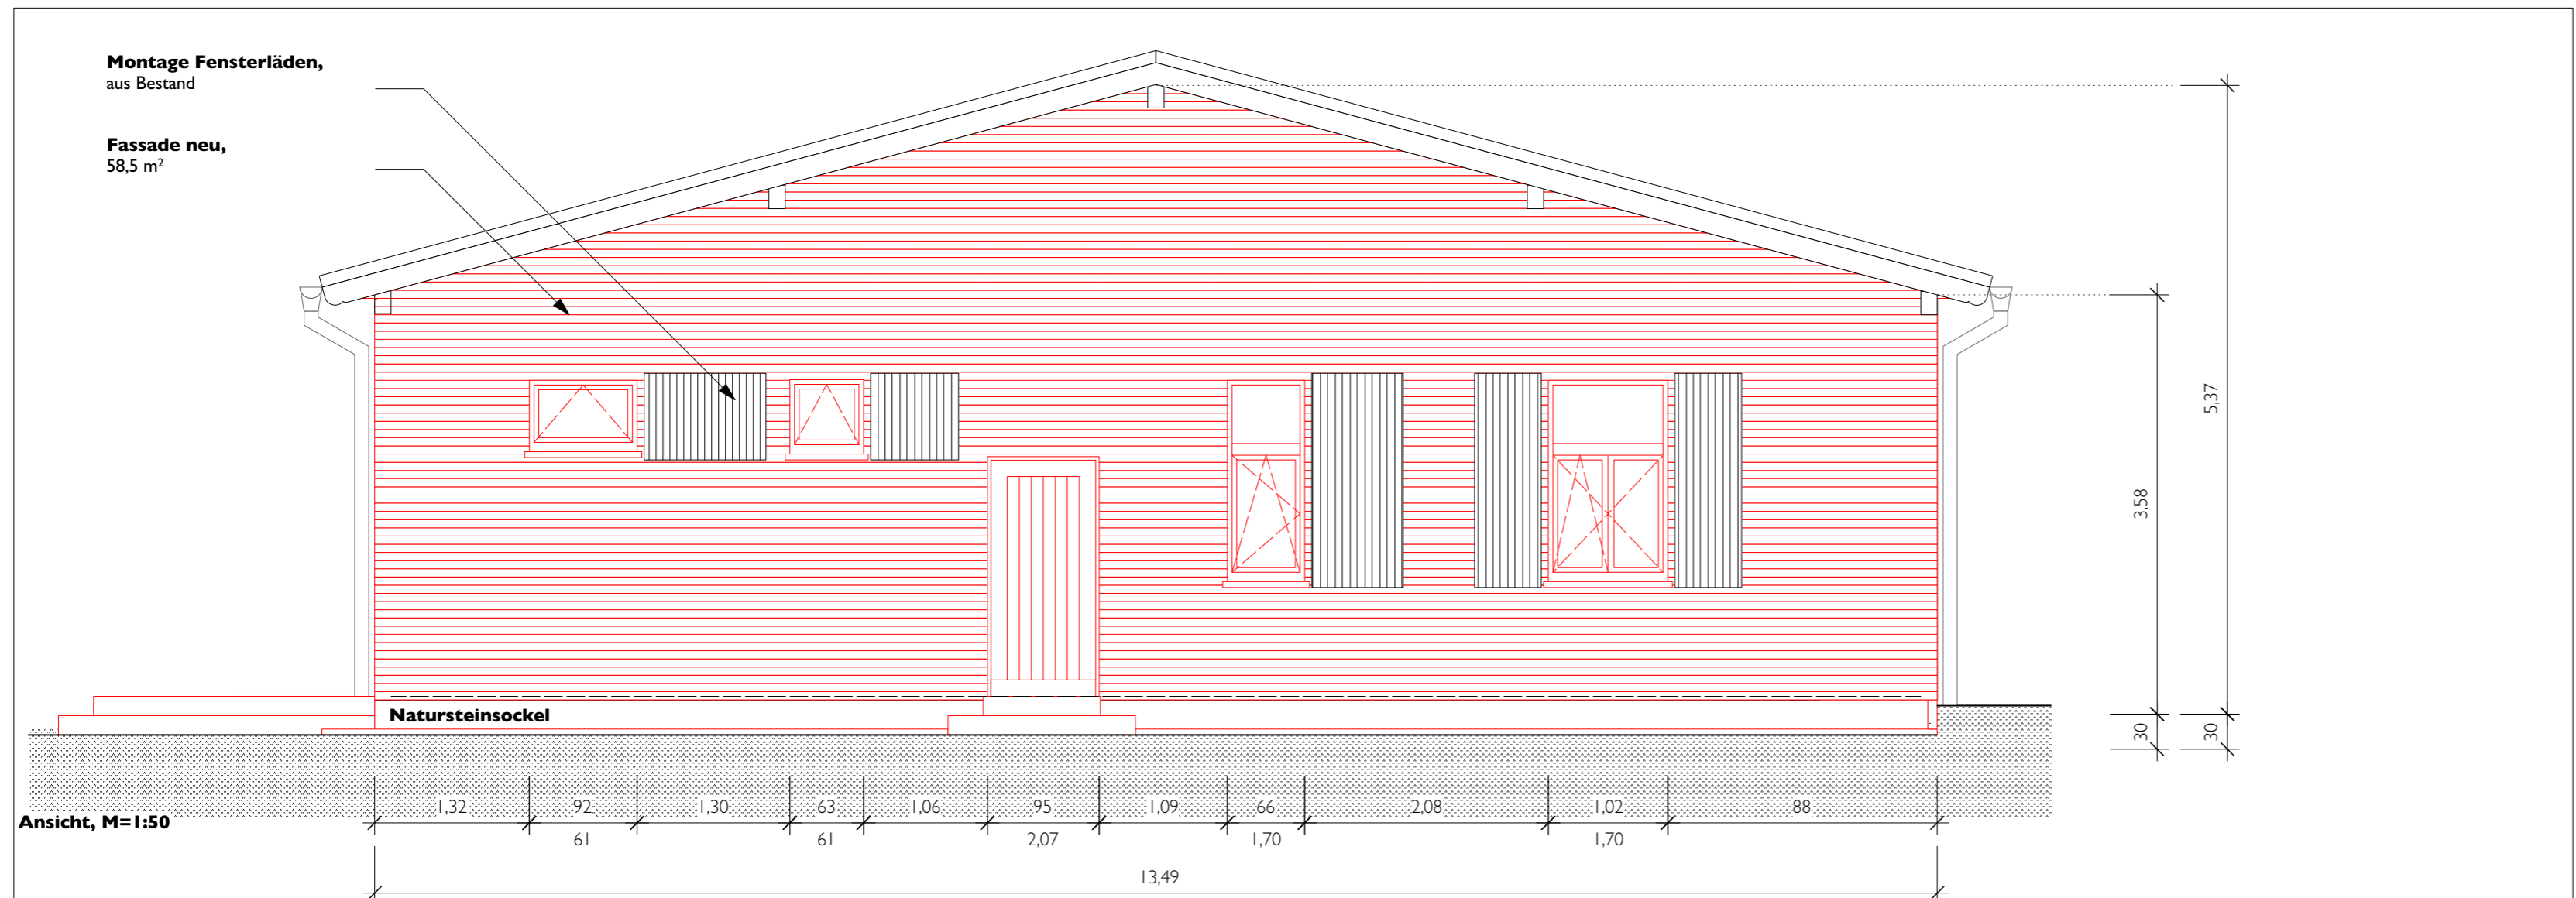 Montage Fensterläden,
aus Bestand
Fassade neu,
58,5 m²
5,37
3,58
30
30
Natursteinsockel
Ansicht, M=1:50
1,32 92 1,30 63 1,06 95 1,09 66 2,08 1,02 88
61 61 2,07 1,70 1,70
13,49